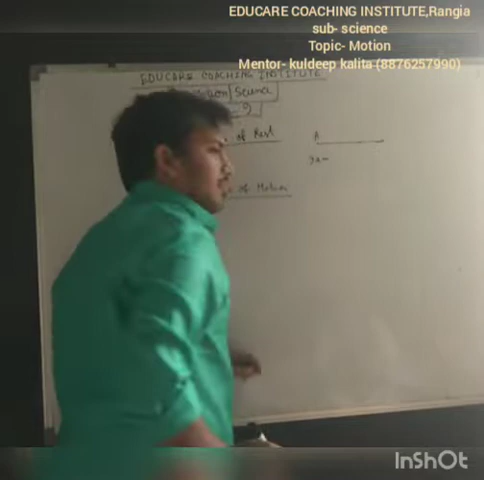 EDUCARE COACHING INSTITUTE,Rangia
sub- science
Topic- Motion
Mentor- kuldeep kalita (8876257990)
EDUCARE COACHING INSTITUTE
Science
of Rest
A
of Motion
InShOt